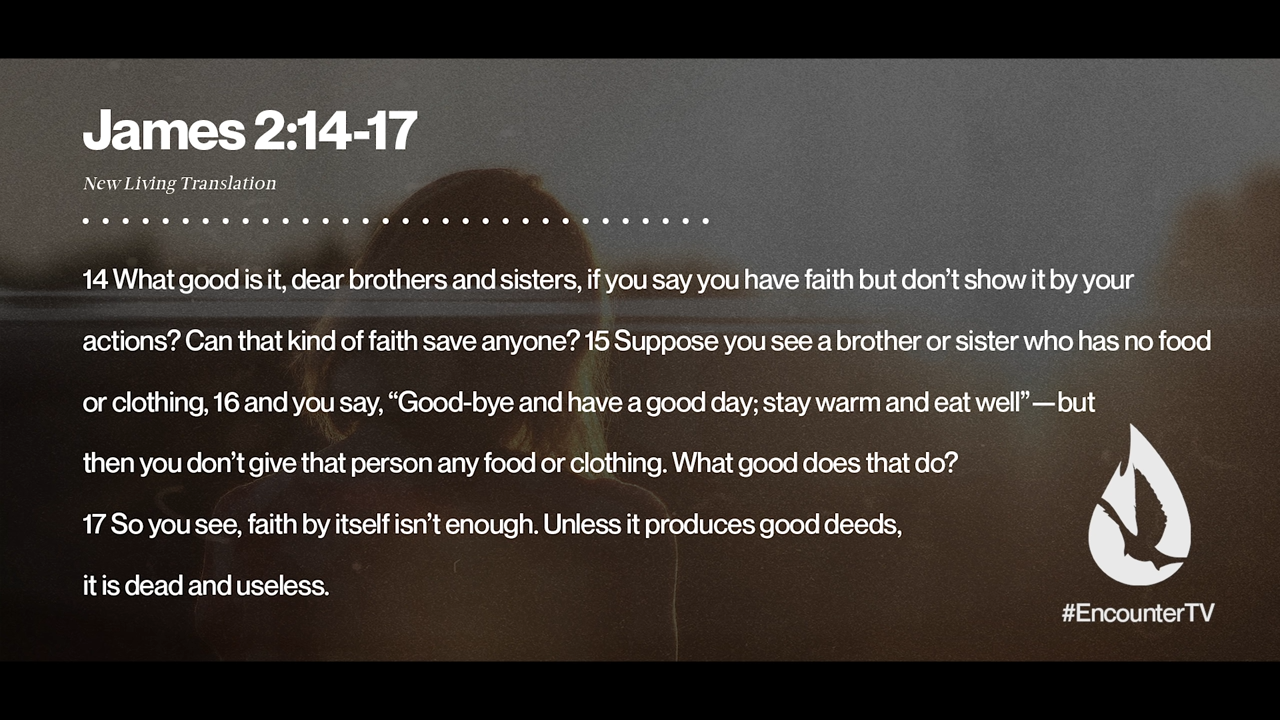 James 2:14-17
New Living Translation
14 What good is it, dear brothers and sisters, if you say you have faith but don’t show it by your
actions? Can that kind of faith save anyone? 15 Suppose you see a brother or sister who has no food
or clothing, 16 and you say, “Good-bye and have a good day; stay warm and eat well”—but
then you don’t give that person any food or clothing. What good does that do?
17 So you see, faith by itself isn’t enough. Unless it produces good deeds,
it is dead and useless.
#EncounterTV